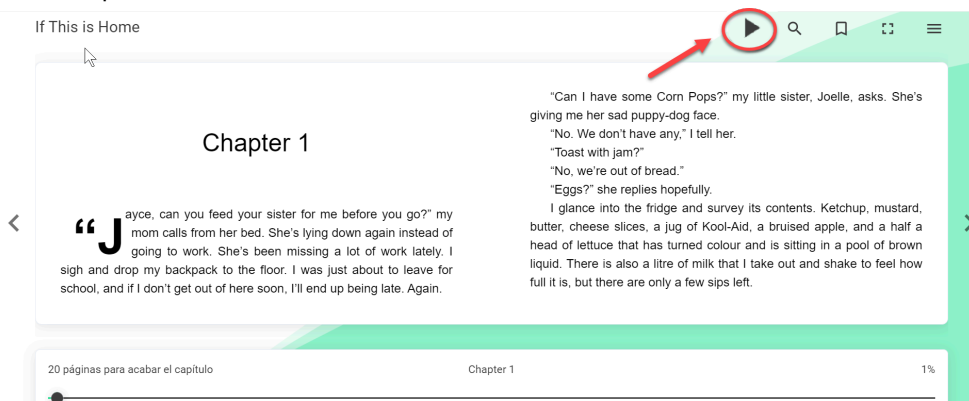 If This is Home
Chapter 1
“Jayce, can you feed your sister for me before you go?” my
mom calls from her bed. She’s lying down again instead of
going to work. She’s been missing a lot of work lately. I
sigh and drop my backpack to the floor. I was just about to leave for
school, and if I don’t get out of here soon, I’ll end up being late. Again.
“Can I have some Corn Pops?” my little sister, Joelle, asks. She’s
giving me her sad puppy-dog face.
“No. We don’t have any,” I tell her.
“Toast with jam?”
“No, we’re out of bread.”
“Eggs?” she replies hopefully.
I glance into the fridge and survey its contents. Ketchup, mustard,
butter, cheese slices, a jug of Kool-Aid, a bruised apple, and a half a
head of lettuce that has turned colour and is sitting in a pool of brown
liquid. There is also a litre of milk that I take out and shake to feel how
full it is, but there are only a few sips left.
20 páginas para acabar el capítulo
Chapter 1
1%